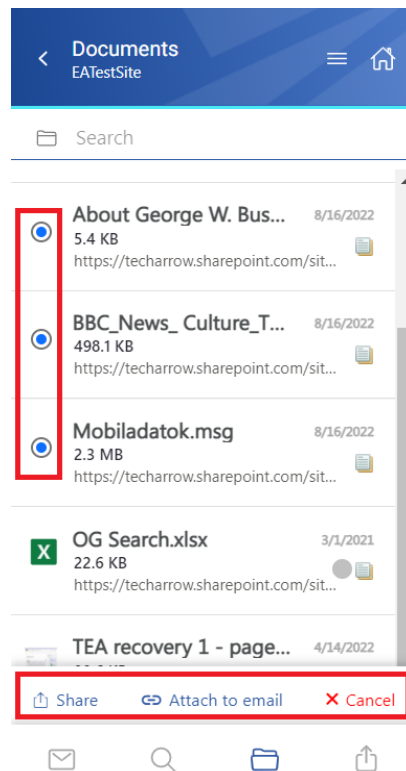 Documents
EATestSite
Search
About George W. Bus... 8/16/2022
5.4 KB
https://techarrow.sharepoint.com/sit...
BBC_News_ Culture_T... 8/16/2022
498.1 KB
https://techarrow.sharepoint.com/sit...
Mobiladatok.msg 8/16/2022
2.3 MB
https://techarrow.sharepoint.com/sit...
X OG Search.xlsx 3/1/2021
22.6 KB
https://techarrow.sharepoint.com/sit...
TEA recovery 1 - page... 4/14/2022
Share Attach to email Cancel